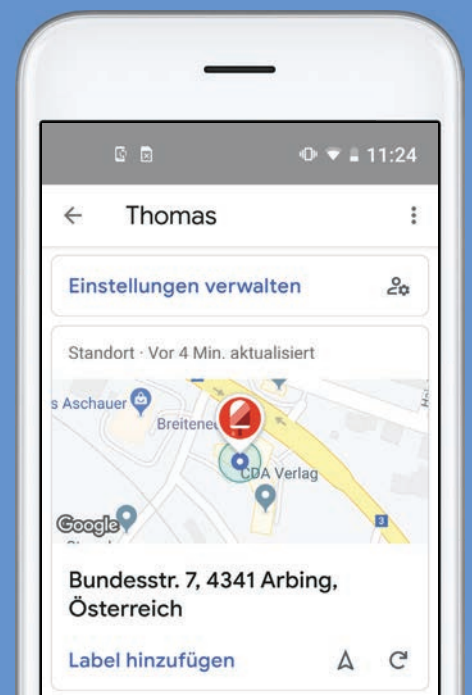 11:24
Thomas
Einstellungen verwalten
Standort · Vor 4 Min. aktualisiert
s Aschauer
Breitene
CDA Verlag
Google
3
Bundesstr. 7, 4341 Arbing,
Österreich
Label hinzufügen